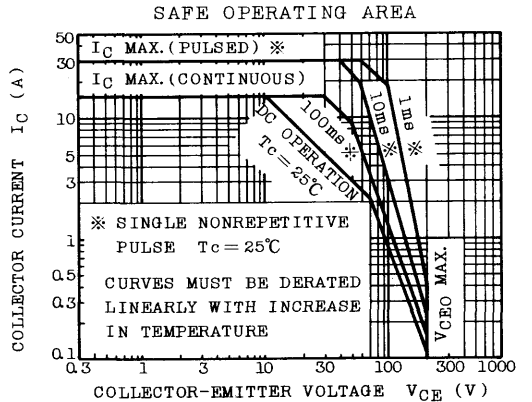 SAFE OPERATING AREA
COLLECTOR CURRENT I_C (A)
50
30
10
5
3
1
0.5
0.3
0.1
I_C MAX.(PULSED) ※
I_C MAX.(CONTINUOUS)
DC OPERATION
Tc=25℃
100ms ※
10ms ※
1ms ※
※ SINGLE NONREPETITIVE
PULSE Tc=25℃
CURVES MUST BE DERATED
LINEARLY WITH INCREASE
IN TEMPERATURE
V_CEO MAX.
0.3 1 3 10 30 100 300 1000
COLLECTOR-EMITTER VOLTAGE V_CE (V)